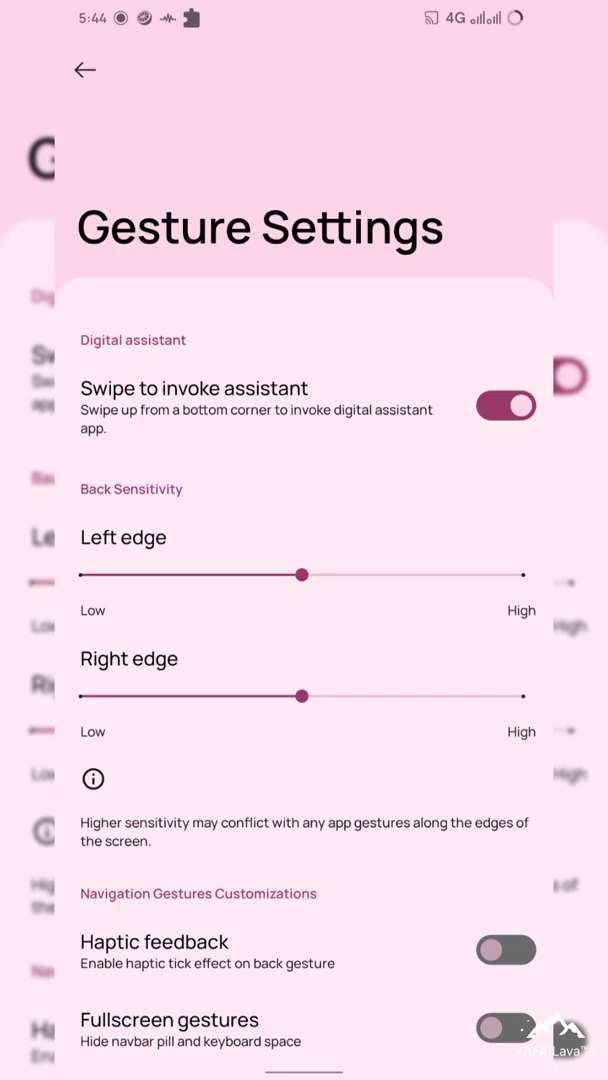 5:44
4G
Gesture Settings
Digital assistant
Swipe to invoke assistant
Swipe up from a bottom corner to invoke digital assistant
app.
Back Sensitivity
Left edge
Low High
Right edge
Low High
Higher sensitivity may conflict with any app gestures along the edges of
the screen.
Navigation Gestures Customizations
Haptic feedback
Enable haptic tick effect on back gesture
Fullscreen gestures
Hide navbar pill and keyboard space